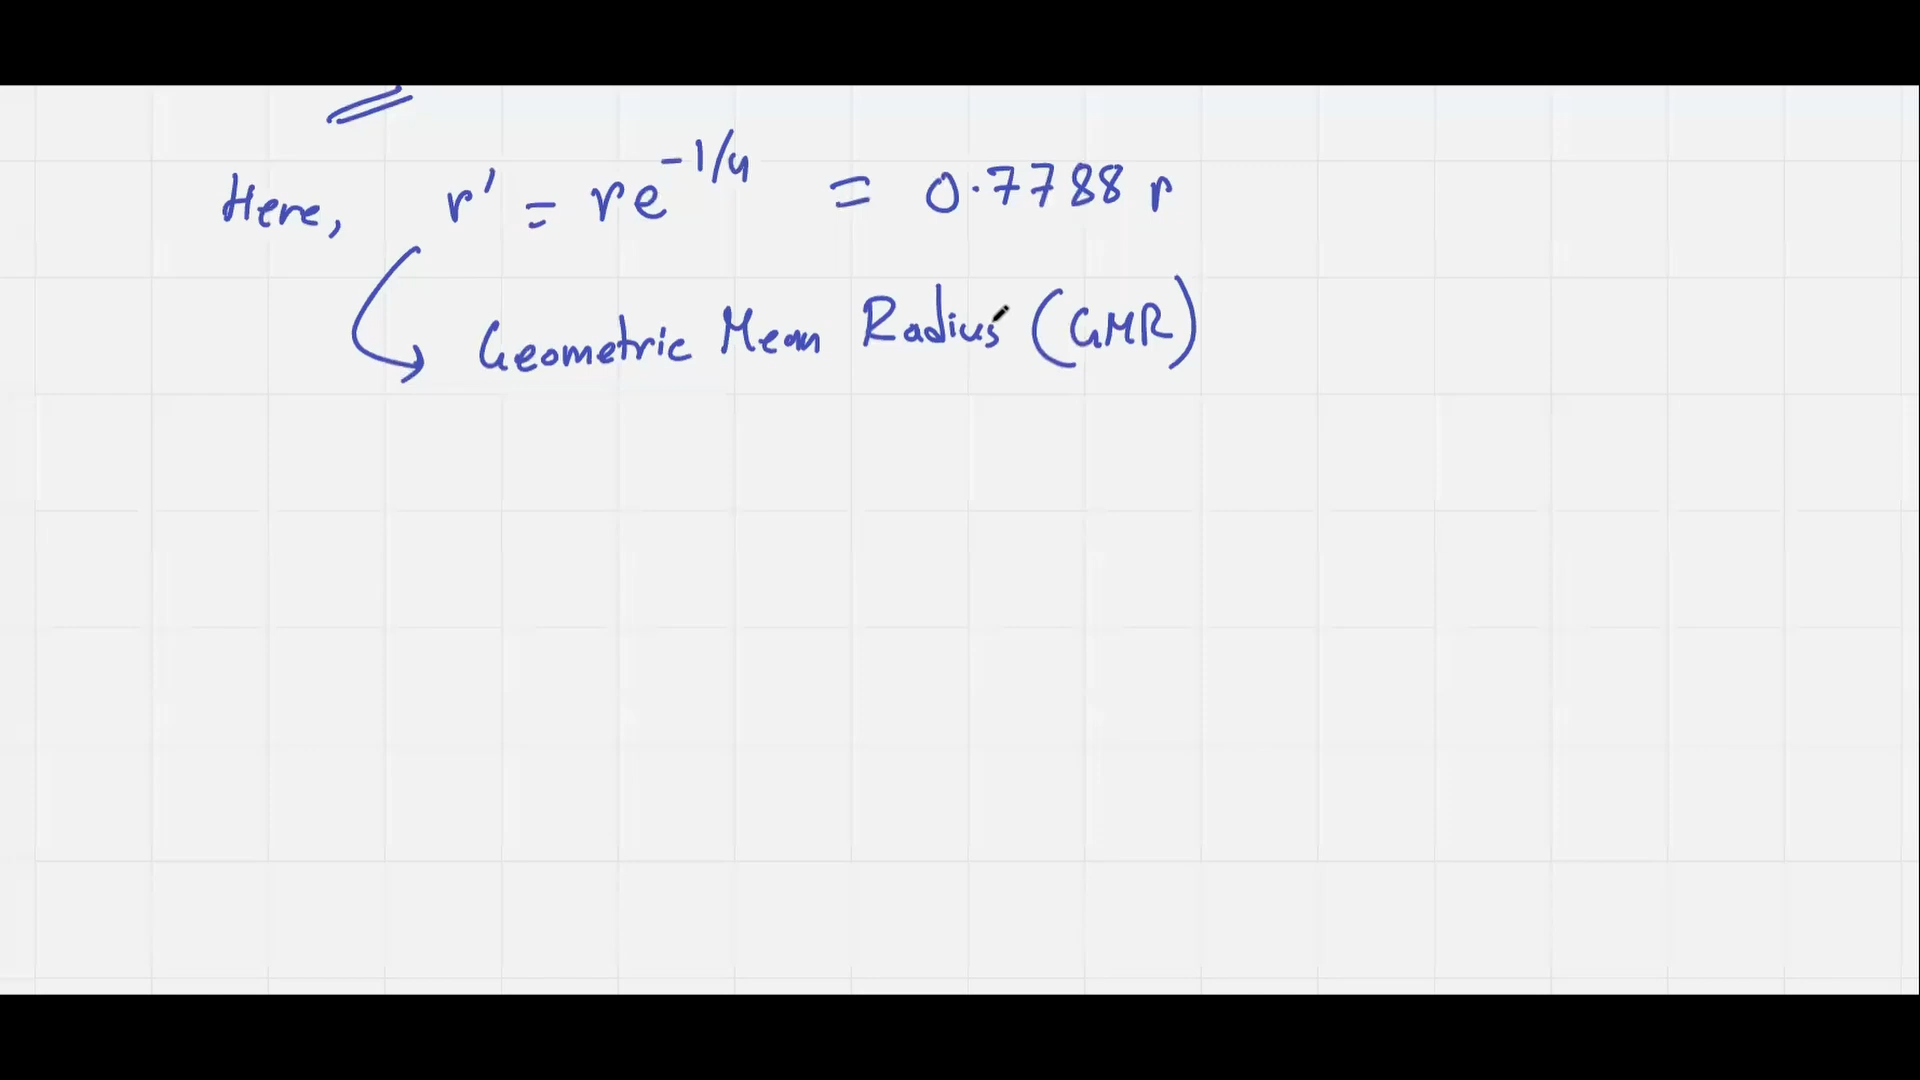 Here, r' = re^{-1/4} = 0.7788 r
Geometric Mean Radius (GMR)